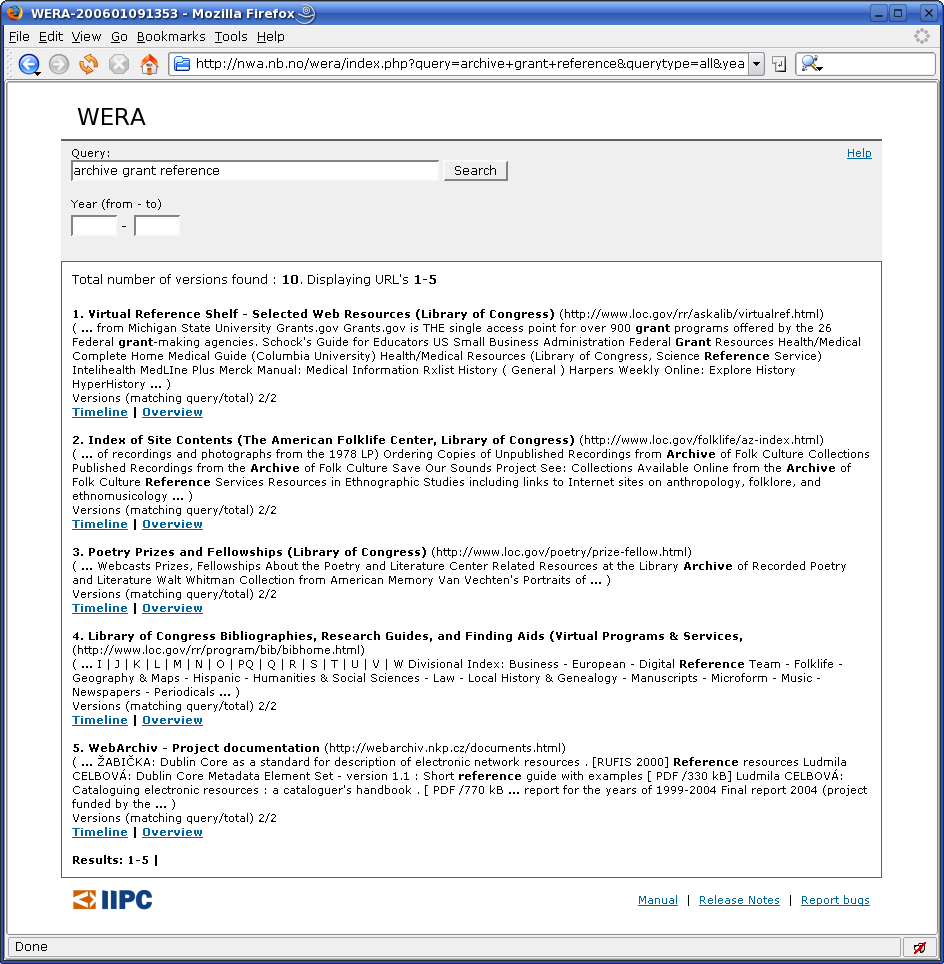 WERA-200601091353 - Mozilla Firefox
File Edit View Go Bookmarks Tools Help
http://nwa.nb.no/wera/index.php?query=archive+grant+reference&querytype=all&yea
WERA
Query:
Help
archive grant reference
Search
Year (from - to)
-
Total number of versions found : 10. Displaying URL's 1-5
1. Virtual Reference Shelf - Selected Web Resources (Library of Congress) (http://www.loc.gov/rr/askalib/virtualref.html)
( ... from Michigan State University Grants.gov Grants.gov is THE single access point for over 900 grant programs offered by the 26
Federal grant-making agencies. Schock's Guide for Educators US Small Business Administration Federal Grant Resources Health/Medical
Complete Home Medical Guide (Columbia University) Health/Medical Resources (Library of Congress, Science Reference Service)
Intelihealth MedLIne Plus Merck Manual: Medical Information Rxlist History ( General ) Harpers Weekly Online: Explore History
HyperHistory ... )
Versions (matching query/total) 2/2
Timeline | Overview
2. Index of Site Contents (The American Folklife Center, Library of Congress) (http://www.loc.gov/folklife/az-index.html)
( ... of recordings and photographs from the 1978 LP) Ordering Copies of Unpublished Recordings from Archive of Folk Culture Collections
Published Recordings from the Archive of Folk Culture Save Our Sounds Project See: Collections Available Online from the Archive of
Folk Culture Reference Services Resources in Ethnographic Studies including links to Internet sites on anthropology, folklore, and
ethnomusicology ... )
Versions (matching query/total) 2/2
Timeline | Overview
3. Poetry Prizes and Fellowships (Library of Congress) (http://www.loc.gov/poetry/prize-fellow.html)
( ... Webcasts Prizes, Fellowships About the Poetry and Literature Center Related Resources at the Library Archive of Recorded Poetry
and Literature Walt Whitman Collection from American Memory Van Vechten's Portraits of ... )
Versions (matching query/total) 2/2
Timeline | Overview
4. Library of Congress Bibliographies, Research Guides, and Finding Aids (Virtual Programs & Services,
(http://www.loc.gov/rr/program/bib/bibhome.html)
( ... I | J | K | L | M | N | O | PQ | Q | R | S | T | U | V | W Divisional Index: Business - European - Digital Reference Team - Folklife -
Geography & Maps - Hispanic - Humanities & Social Sciences - Law - Local History & Genealogy - Manuscripts - Microform - Music -
Newspapers - Periodicals ... )
Versions (matching query/total) 2/2
Timeline | Overview
5. WebArchiv - Project documentation (http://webarchiv.nkp.cz/documents.html)
( ... ŽABIČKA: Dublin Core as a standard for description of electronic network resources . [RUFIS 2000] Reference resources Ludmila
CELBOVÁ: Dublin Core Metadata Element Set - version 1.1 : Short reference guide with examples [ PDF /330 kB] Ludmila CELBOVÁ:
Cataloguing electronic resources : a cataloguer's handbook . [ PDF /770 kB ... report for the years of 1999-2004 Final report 2004 (project
funded by the ... )
Versions (matching query/total) 2/2
Timeline | Overview
Results: 1-5 |
IIPC
Manual | Release Notes | Report bugs
Done